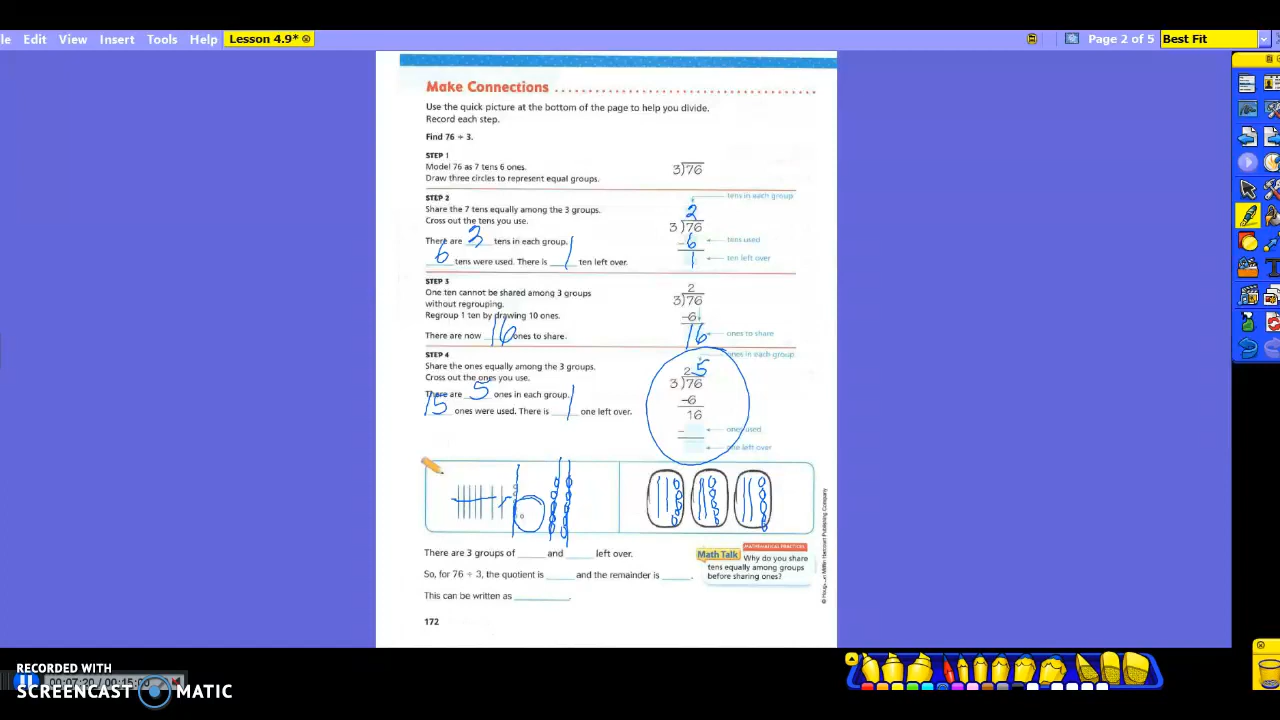 le Edit View Insert Tools Help Lesson 4.9* Page 2 of 5 Best Fit
Make Connections
Use the quick picture at the bottom of the page to help you divide.
Record each step.
Find 76 ÷ 3.
STEP 1
Model 76 as 7 tens 6 ones.
Draw three circles to represent equal groups.
3)76
STEP 2
Share the 7 tens equally among the 3 groups.
Cross out the tens you use.
There are 3 tens in each group.
6 tens were used. There is 1 ten left over.
2 tens in each group
3)76
-6 tens used
1 ten left over
STEP 3
One ten cannot be shared among 3 groups
without regrouping.
Regroup 1 ten by drawing 10 ones.
There are now 16 ones to share.
2
3)76
-6
16 ones to share
STEP 4
Share the ones equally among the 3 groups.
Cross out the ones you use.
There are 5 ones in each group.
15 ones were used. There is 1 one left over.
25 ones in each group
3)76
-6
16
- ones used
one left over
There are 3 groups of ____ and ____ left over.
So, for 76 ÷ 3, the quotient is ____ and the remainder is ____.
This can be written as ____.
Math Talk
MATHEMATICAL PRACTICES
Why do you share
tens equally among groups
before sharing ones?
172
RECORDED WITH
SCREENCAST MATIC